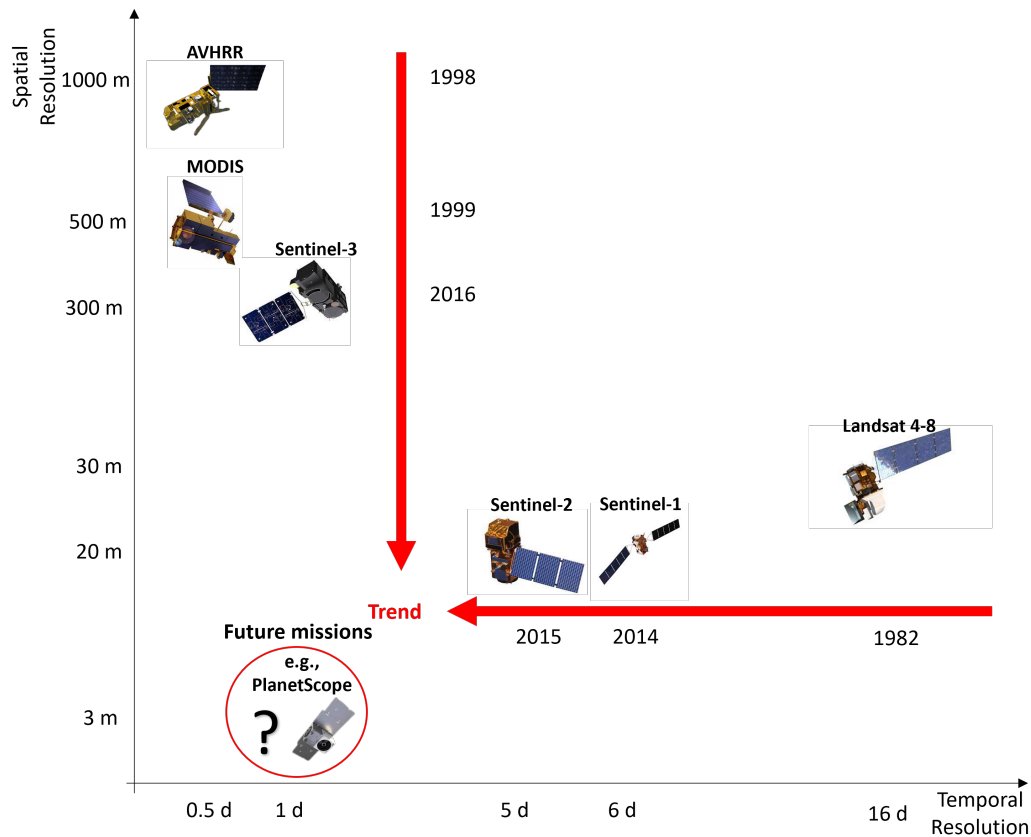 Spatial
Resolution
AVHRR
1000 m
1998
MODIS
500 m
1999
Sentinel-3
300 m
2016
Landsat 4-8
30 m
Sentinel-2
Sentinel-1
20 m
Trend
2015
2014
1982
Future missions
e.g.,
PlanetScope
?
3 m
0.5 d
1 d
5 d
6 d
16 d
Temporal
Resolution